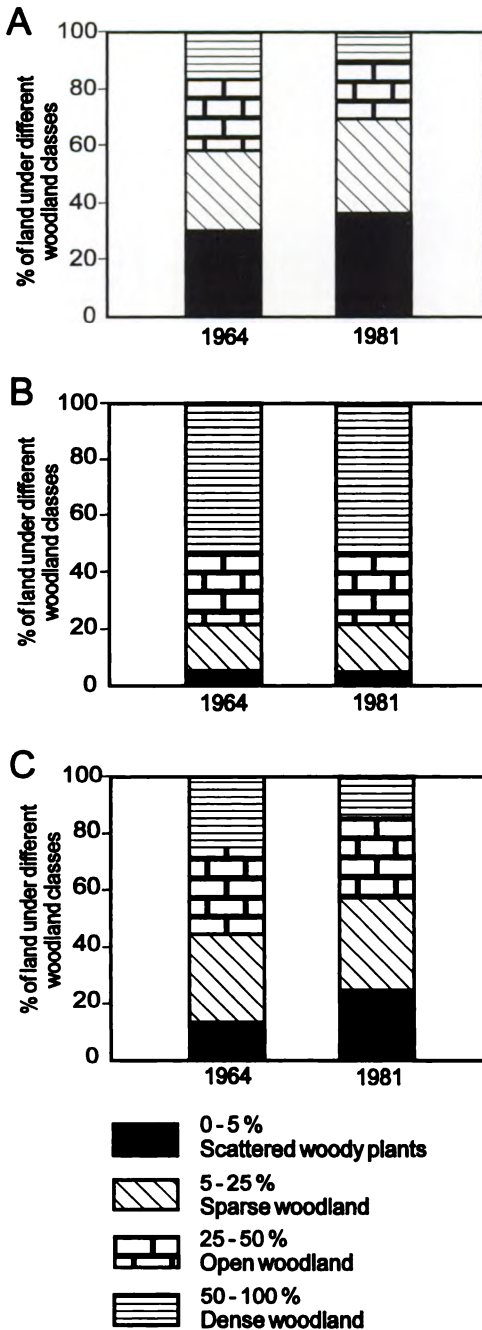 A
% of land under different
woodland classes
100
80
60
40
20
0
1964 1981
B
% of land under different
woodland classes
100
80
60
40
20
0
1964 1981
C
% of land under different
woodland classes
100
80
60
40
20
0
1964 1981
0 - 5 %
Scattered woody plants
5 - 25 %
Sparse woodland
25 - 50 %
Open woodland
50 - 100 %
Dense woodland